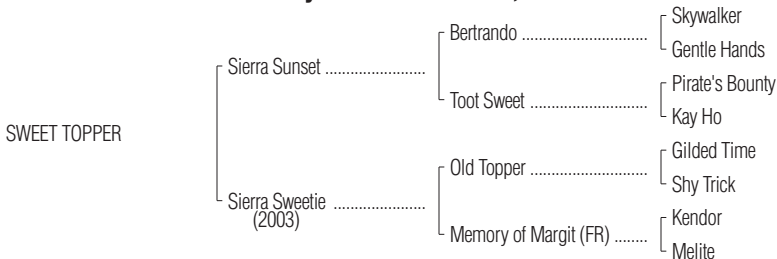 Skywalker
Bertrando ..............................
Gentle Hands
Sierra Sunset ........................
Pirate's Bounty
Toot Sweet ............................
Kay Ho
SWEET TOPPER
Gilded Time
Old Topper ............................
Shy Trick
Sierra Sweetie ......................
(2003)
Kendor
Memory of Margit (FR) ........
Melite